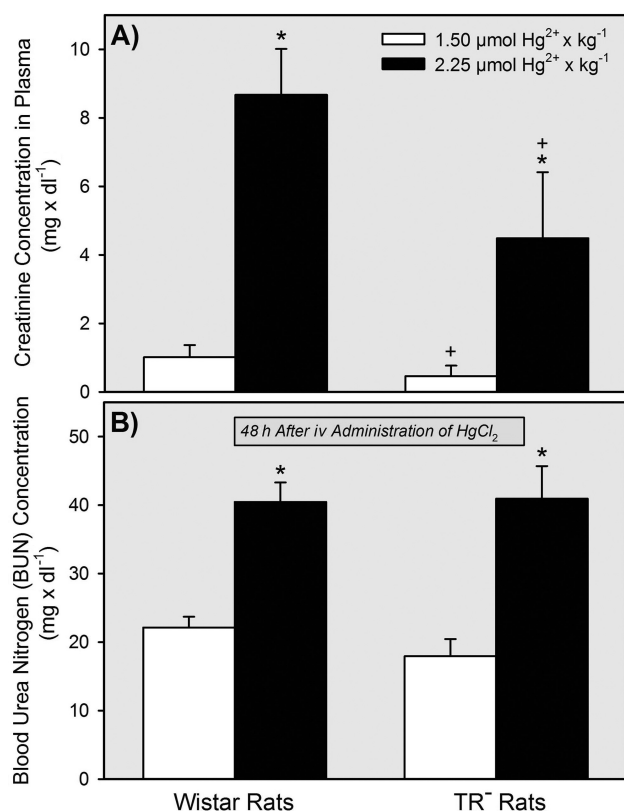 A)
1.50 µmol Hg²⁺ x kg⁻¹
2.25 µmol Hg²⁺ x kg⁻¹
Creatinine Concentration in Plasma
(mg x dl⁻¹)
10
8
6
4
2
0
*
+
+
*
B)
48 h After iv Administration of HgCl₂
Blood Urea Nitrogen (BUN) Concentration
(mg x dl⁻¹)
50
40
30
20
10
0
*
*
Wistar Rats
TR⁻ Rats